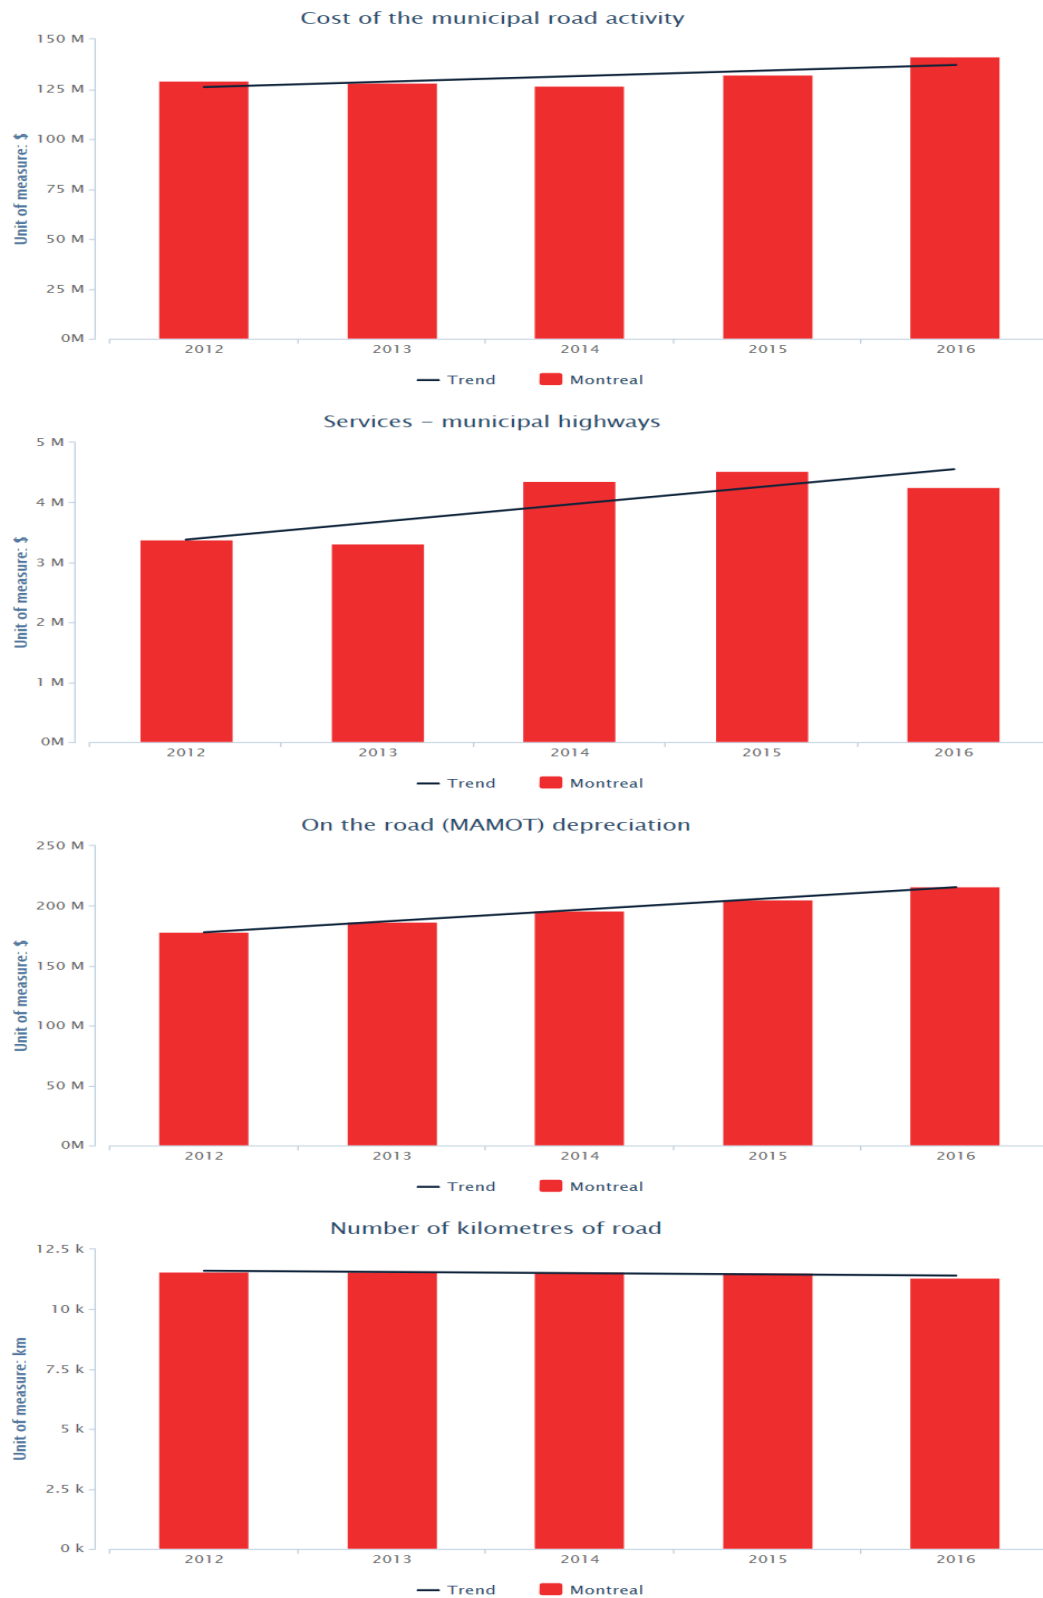 Cost of the municipal road activity
150 M
125 M
100 M
75 M
50 M
25 M
0M
Unit of measure: $
2012 2013 2014 2015 2016
Trend Montreal
Services – municipal highways
5 M
4 M
3 M
2 M
1 M
0M
Unit of measure: $
2012 2013 2014 2015 2016
Trend Montreal
On the road (MAMOT) depreciation
250 M
200 M
150 M
100 M
50 M
0M
Unit of measure: $
2012 2013 2014 2015 2016
Trend Montreal
Number of kilometres of road
12.5 k
10 k
7.5 k
5 k
2.5 k
0 k
Unit of measure: km
2012 2013 2014 2015 2016
Trend Montreal